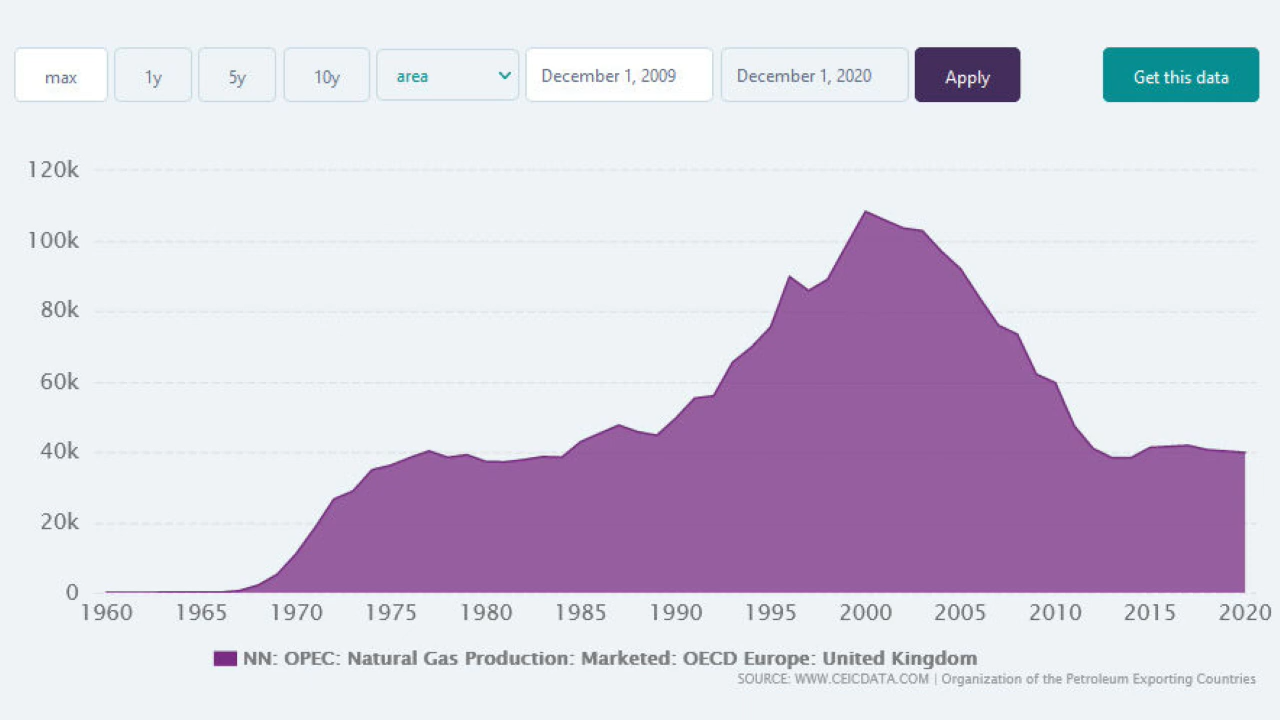 max 1y 5y 10y area December 1, 2009 December 1, 2020 Apply Get this data
120k
100k
80k
60k
40k
20k
0
1960 1965 1970 1975 1980 1985 1990 1995 2000 2005 2010 2015 2020
NN: OPEC: Natural Gas Production: Marketed: OECD Europe: United Kingdom
SOURCE: WWW.CEICDATA.COM | Organization of the Petroleum Exporting Countries